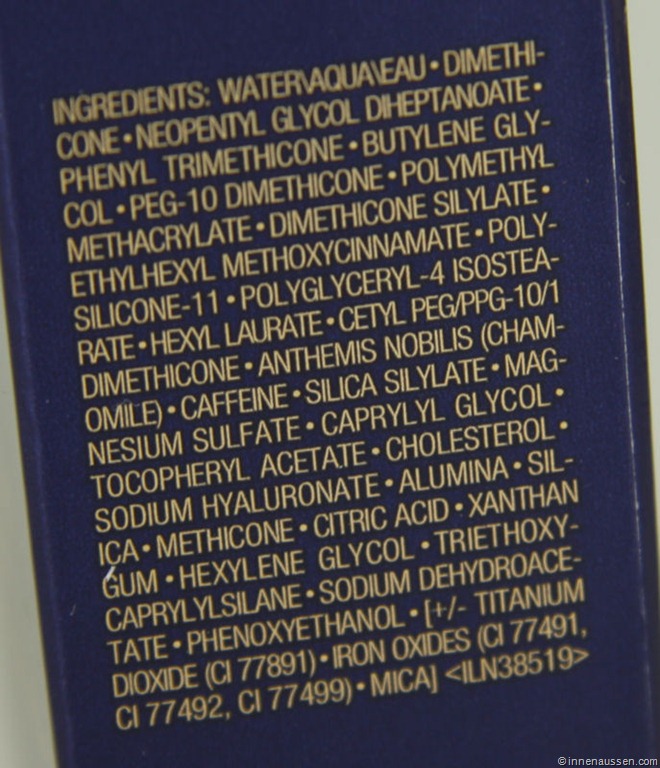 INGREDIENTS: WATER\AQUA\EAU • DIMETHI-
CONE • NEOPENTYL GLYCOL DIHEPTANOATE •
PHENYL TRIMETHICONE • BUTYLENE GLY-
COL • PEG-10 DIMETHICONE • POLYMETHYL
METHACRYLATE • DIMETHICONE SILYLATE •
ETHYLHEXYL METHOXYCINNAMATE • POLY-
SILICONE-11 • POLYGLYCERYL-4 ISOSTEA-
RATE • HEXYL LAURATE • CETYL PEG/PPG-10/1
DIMETHICONE • ANTHEMIS NOBILIS (CHAM-
OMILE) • CAFFEINE • SILICA SILYLATE • MAG-
NESIUM SULFATE • CAPRYLYL GLYCOL •
TOCOPHERYL ACETATE • CHOLESTEROL •
SODIUM HYALURONATE • ALUMINA • SIL-
ICA • METHICONE • CITRIC ACID • XANTHAN
GUM • HEXYLENE GLYCOL • TRIETHOXY-
CAPRYLYLSILANE • SODIUM DEHYDROACE-
TATE • PHENOXYETHANOL • [+/- TITANIUM
DIOXIDE (CI 77891) • IRON OXIDES (CI 77491,
CI 77492, CI 77499) • MICA] <ILN38519>
© innenaussen.com